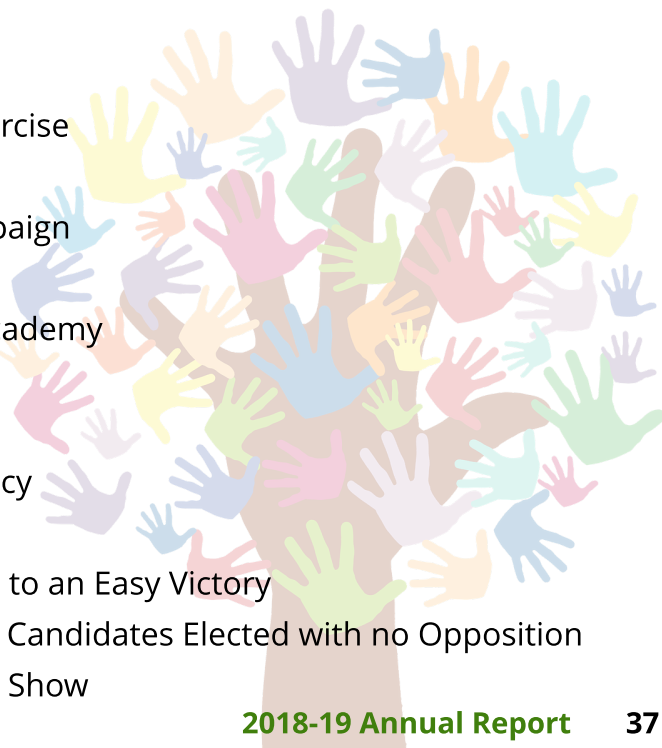 rcise
paign
ademy
cy
to an Easy Victory
Candidates Elected with no Opposition
Show
2018-19 Annual Report 37